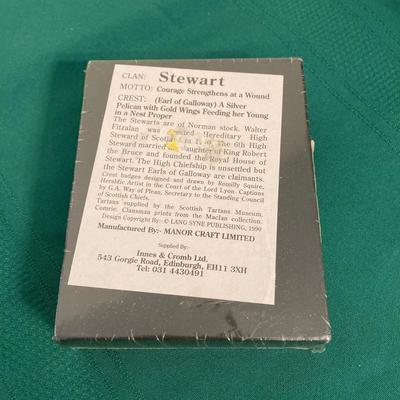 CLAN: Stewart
MOTTO: Courage Strengthens at a Wound
CREST: (Earl of Galloway) A Silver
Pelican with Gold Wings Feeding her Young
in a Nest Proper
The Stewarts are of Norman stock. Walter
Fitzalan was Hereditary High
Steward of Scotland in The 6th High
Steward married daughter of King Robert
the Bruce and founded the Royal House of
Stewart. The High Chiefship is unsettled but
the Stewart Earls of Galloway are claimants.
Crest badges designed and drawn by Romilly Squire,
Heraldic Artist in the Court of the Lord Lyon. Captions
by G.A. Way of Plean, Secretary to the Standing Council
of Scottish Chiefs.
Tartans supplied by the Scottish Tartans Museum,
Comrie. Clansman prints from the MacIan collection.
Design Copyright By:- © LANG SYNE PUBLISHING, 1990
Manufactured By:- MANOR CRAFT LIMITED
Supplied By:
Innes & Cromb Ltd.
543 Gorgie Road, Edinburgh, EH11 3XH
Tel: 031 4430491